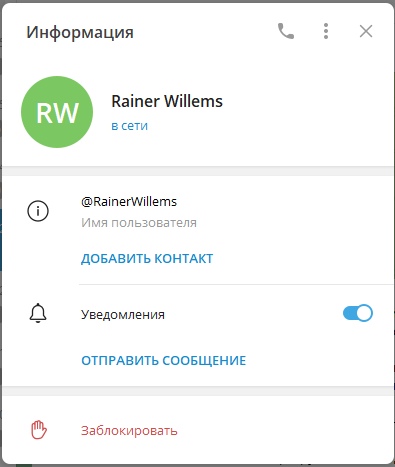 Информация
RW
Rainer Willems
в сети
@RainerWillems
Имя пользователя
ДОБАВИТЬ КОНТАКТ
Уведомления
ОТПРАВИТЬ СООБЩЕНИЕ
Заблокировать